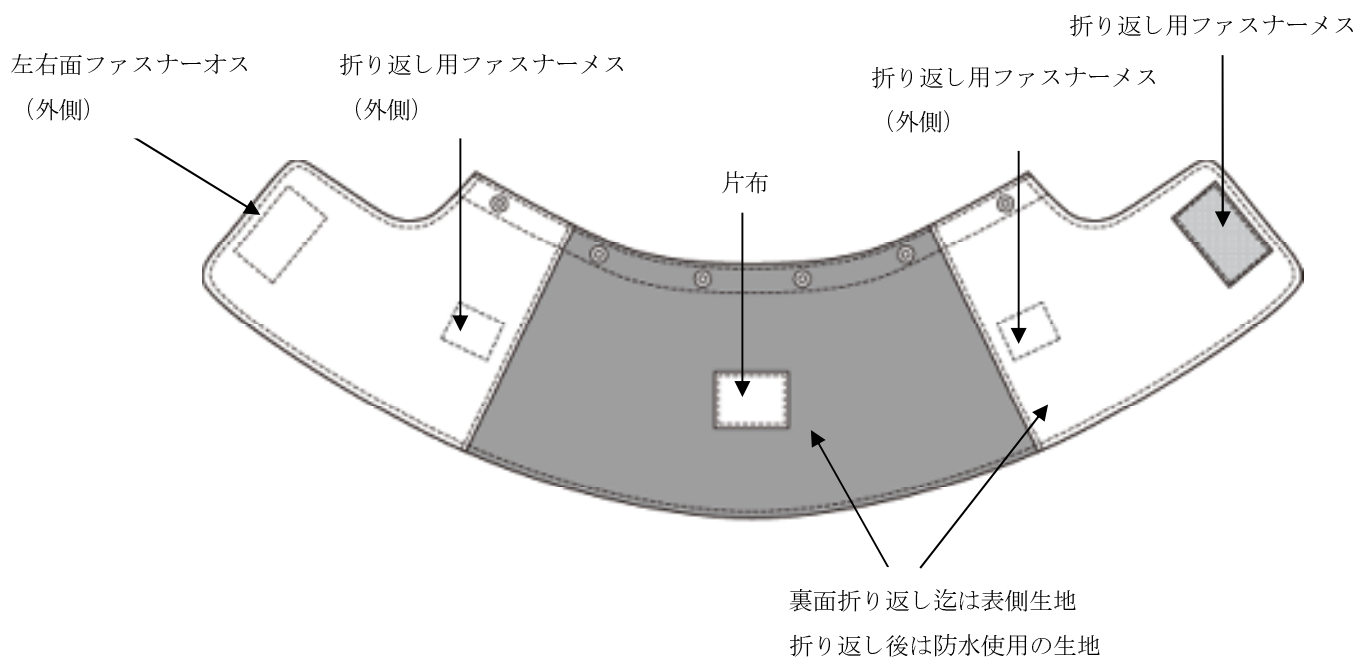 折り返し用ファスナーメス
左右面ファスナーオス
（外側）
折り返し用ファスナーメス
（外側）
折り返し用ファスナーメス
（外側）
片布
裏面折り返し迄は表側生地
折り返し後は防水使用の生地